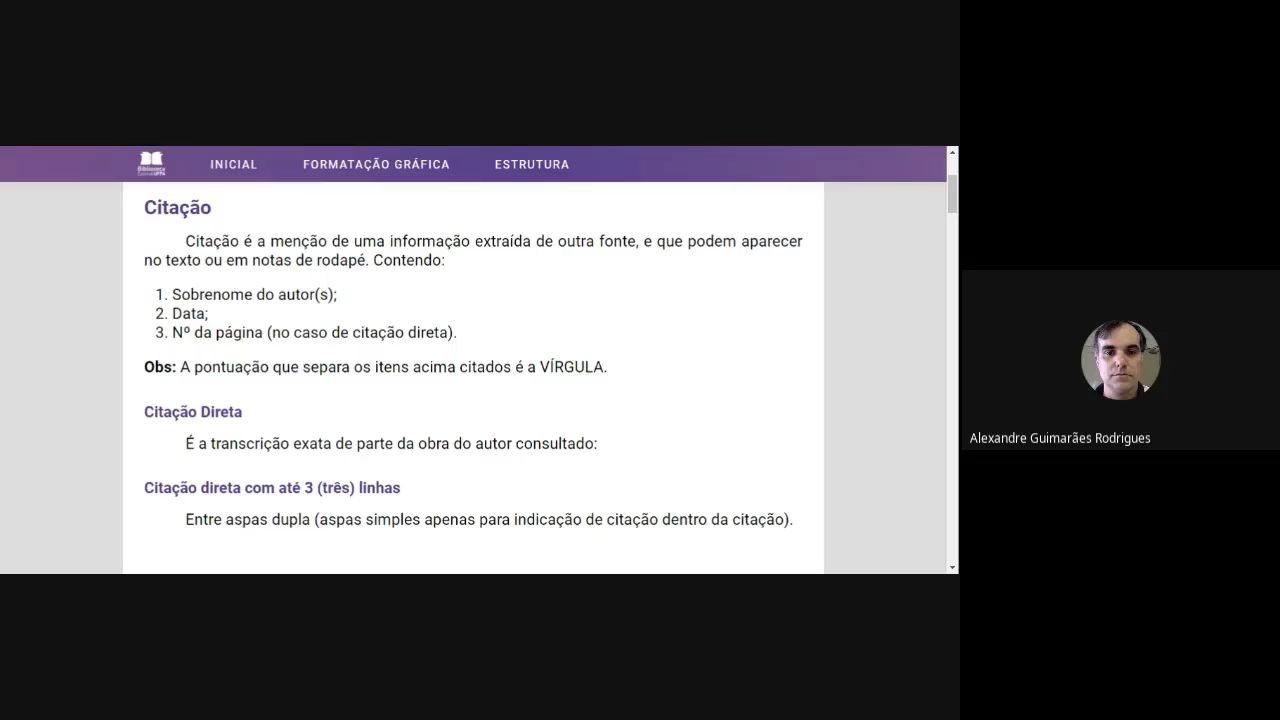 Biblioteca
INICIAL
FORMATAÇÃO GRÁFICA
ESTRUTURA
Citação
Citação é a menção de uma informação extraída de outra fonte, e que podem aparecer
no texto ou em notas de rodapé. Contendo:
1. Sobrenome do autor(s);
2. Data;
3. Nº da página (no caso de citação direta).
Obs: A pontuação que separa os itens acima citados é a VÍRGULA.
Citação Direta
É a transcrição exata de parte da obra do autor consultado:
Citação direta com até 3 (três) linhas
Entre aspas dupla (aspas simples apenas para indicação de citação dentro da citação).
Alexandre Guimarães Rodrigues